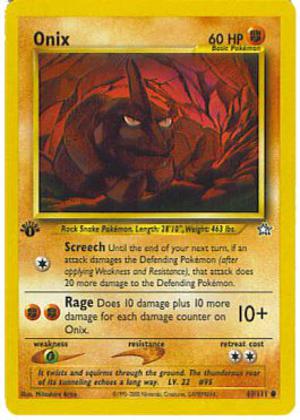 Onix
60 HP
Basic Pokémon
Rock Snake Pokémon. Length: 28'10", Weight: 463 lbs.
Screech Until the end of your next turn, if an
attack damages the Defending Pokémon (after
applying Weakness and Resistance), that attack does
20 more damage to the Defending Pokémon.
Rage Does 10 damage plus 10 more
damage for each damage counter on
Onix.
10+
weakness
resistance
retreat cost
It twists and squirms through the ground. The thunderous roar
of its tunneling echoes a long way. LV. 22 #95
Illus. Mitsuhiro Arita